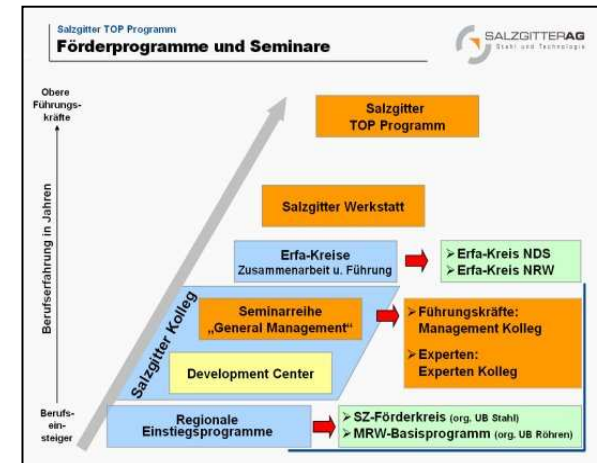 Salzgitter TOP Programm
Förderprogramme und Seminare
SALZGITTERAG
Stahl und Technologie
Obere
Führungs-
kräfte
Berufserfahrung in Jahren
Berufs-
ein-
steiger
Salzgitter
TOP Programm
Salzgitter Werkstatt
Erfa-Kreise
Zusammenarbeit u. Führung
➢Erfa-Kreis NDS
➢Erfa-Kreis NRW
Salzgitter Kolleg
Seminarreihe
„General Management“
Development Center
➢Führungskräfte:
Management Kolleg
➢Experten:
Experten Kolleg
Regionale
Einstiegsprogramme
➢SZ-Förderkreis (org. UB Stahl)
➢MRW-Basisprogramm (org. UB Röhren)